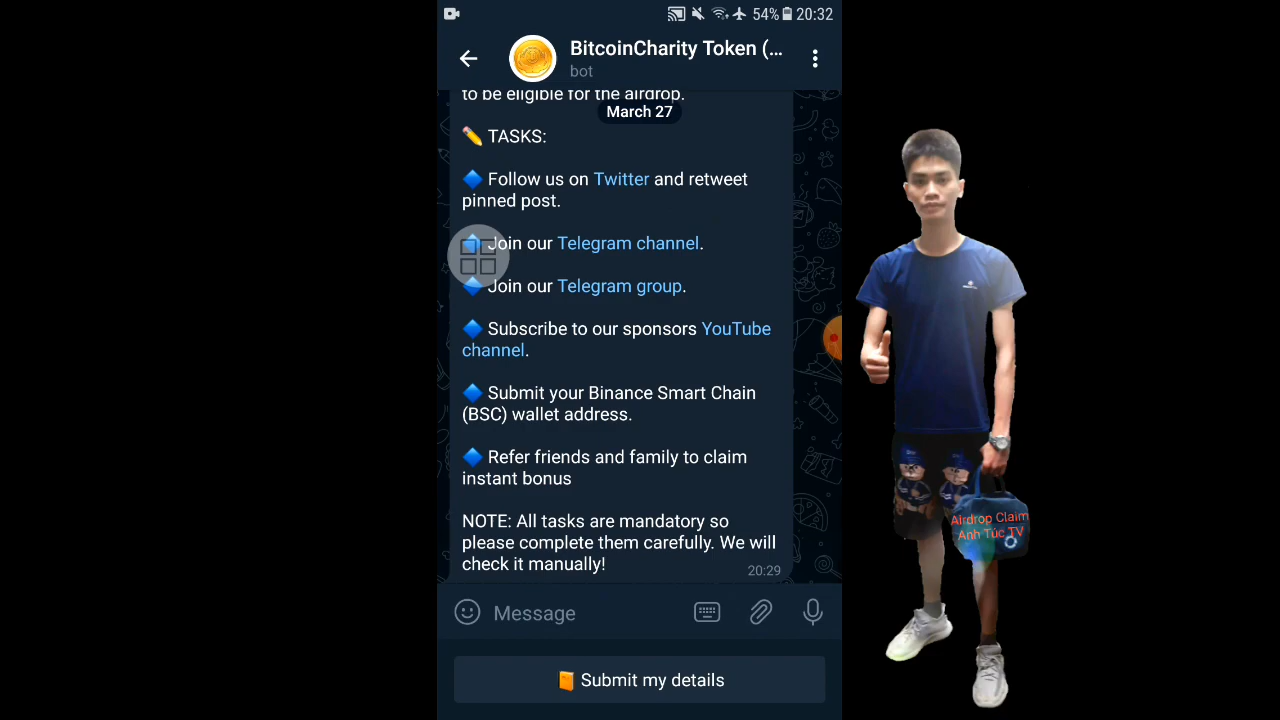 54% 20:32
BitcoinCharity Token (...
bot
to be eligible for the airdrop.
March 27
TASKS:
Follow us on Twitter and retweet
pinned post.
Join our Telegram channel.
Join our Telegram group.
Subscribe to our sponsors YouTube
channel.
Submit your Binance Smart Chain
(BSC) wallet address.
Refer friends and family to claim
instant bonus
NOTE: All tasks are mandatory so
please complete them carefully. We will
check it manually!
20:29
Message
Submit my details
AIrdrop Claim
Anh Túc TV